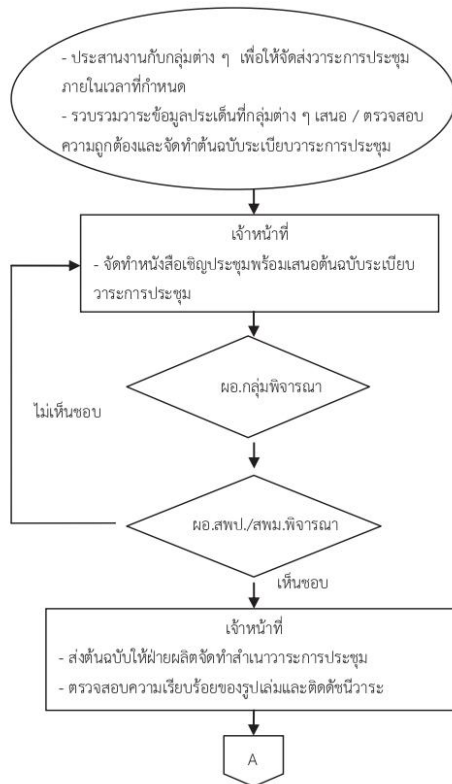 - ประสานงานกับกลุ่มต่าง ๆ เพื่อให้จัดส่งวาระการประชุม
ภายในเวลาที่กำหนด
- รวบรวมวาระข้อมูลประเด็นที่กลุ่มต่าง ๆ เสนอ / ตรวจสอบ
ความถูกต้องและจัดทำต้นฉบับระเบียบวาระการประชุม
เจ้าหน้าที่
- จัดทำหนังสือเชิญประชุมพร้อมเสนอต้นฉบับระเบียบ
วาระการประชุม
ผอ.กลุ่มพิจารณา
ไม่เห็นชอบ
ผอ.สพป./สพม.พิจารณา
เห็นชอบ
เจ้าหน้าที่
- ส่งต้นฉบับให้ฝ่ายผลิตจัดทำสำเนาวาระการประชุม
- ตรวจสอบความเรียบร้อยของรูปเล่มและติดดัชนีวาระ
A